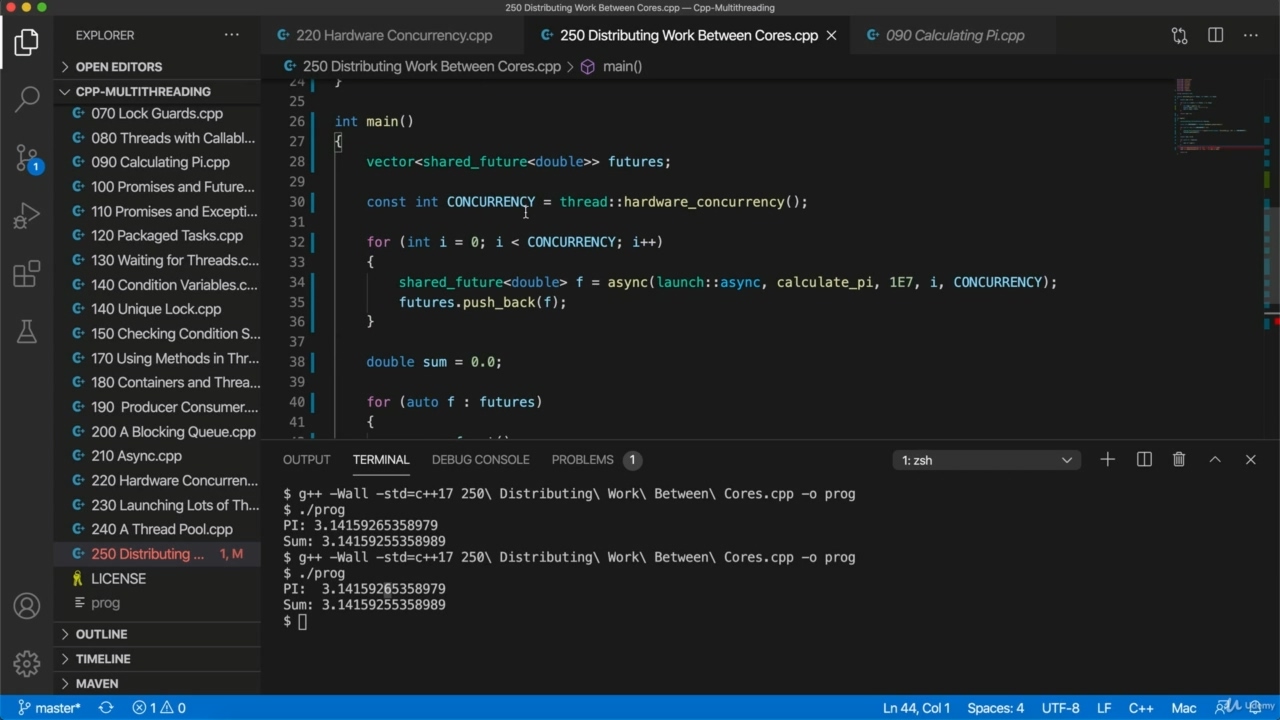 250 Distributing Work Between Cores.cpp — Cpp-Multithreading
EXPLORER
220 Hardware Concurrency.cpp
250 Distributing Work Between Cores.cpp
090 Calculating Pi.cpp
OPEN EDITORS
250 Distributing Work Between Cores.cpp > main()
CPP-MULTITHREADING
070 Lock Guards.cpp
080 Threads with Callabl...
090 Calculating Pi.cpp
100 Promises and Future...
110 Promises and Excepti...
120 Packaged Tasks.cpp
130 Waiting for Threads.c...
140 Condition Variables.c...
140 Unique Lock.cpp
150 Checking Condition S...
170 Using Methods in Thr...
180 Containers and Threa...
190 Producer Consumer....
200 A Blocking Queue.cpp
210 Async.cpp
220 Hardware Concurren...
230 Launching Lots of Th...
240 A Thread Pool.cpp
250 Distributing ... 1, M
LICENSE
prog
OUTLINE
TIMELINE
MAVEN
1
24 }
25
26 int main()
27 {
28 vector<shared_future<double>> futures;
29
30 const int CONCURRENCY = thread::hardware_concurrency();
31
32 for (int i = 0; i < CONCURRENCY; i++)
33 {
34 shared_future<double> f = async(launch::async, calculate_pi, 1E7, i, CONCURRENCY);
35 futures.push_back(f);
36 }
37
38 double sum = 0.0;
39
40 for (auto f : futures)
41 {
OUTPUT TERMINAL DEBUG CONSOLE PROBLEMS 1 1: zsh
$ g++ -Wall -std=c++17 250\ Distributing\ Work\ Between\ Cores.cpp -o prog
$ ./prog
PI: 3.14159265358979
Sum: 3.14159255358989
$ g++ -Wall -std=c++17 250\ Distributing\ Work\ Between\ Cores.cpp -o prog
$ ./prog
PI:  3.14159265358979
Sum: 3.14159255358989
$
master* 1 0 Ln 44, Col 1 Spaces: 4 UTF-8 LF C++ Mac
Udemy